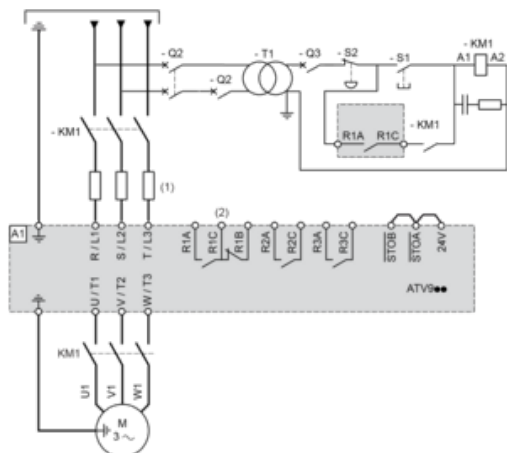 - Q2
- T1
- Q3
- S2
- S1
- KM1
A1
A2
- Q2
- KM1
R1A
R1C
- KM1
(1)
(2)
A1
R / L1
S / L2
T / L3
R1A
R1C
R1B
R2A
R2C
R3A
R3C
STOB
STOA
24V
U / T1
V / T2
W / T3
ATV9●●
KM1
U1
V1
W1
M
3 ~